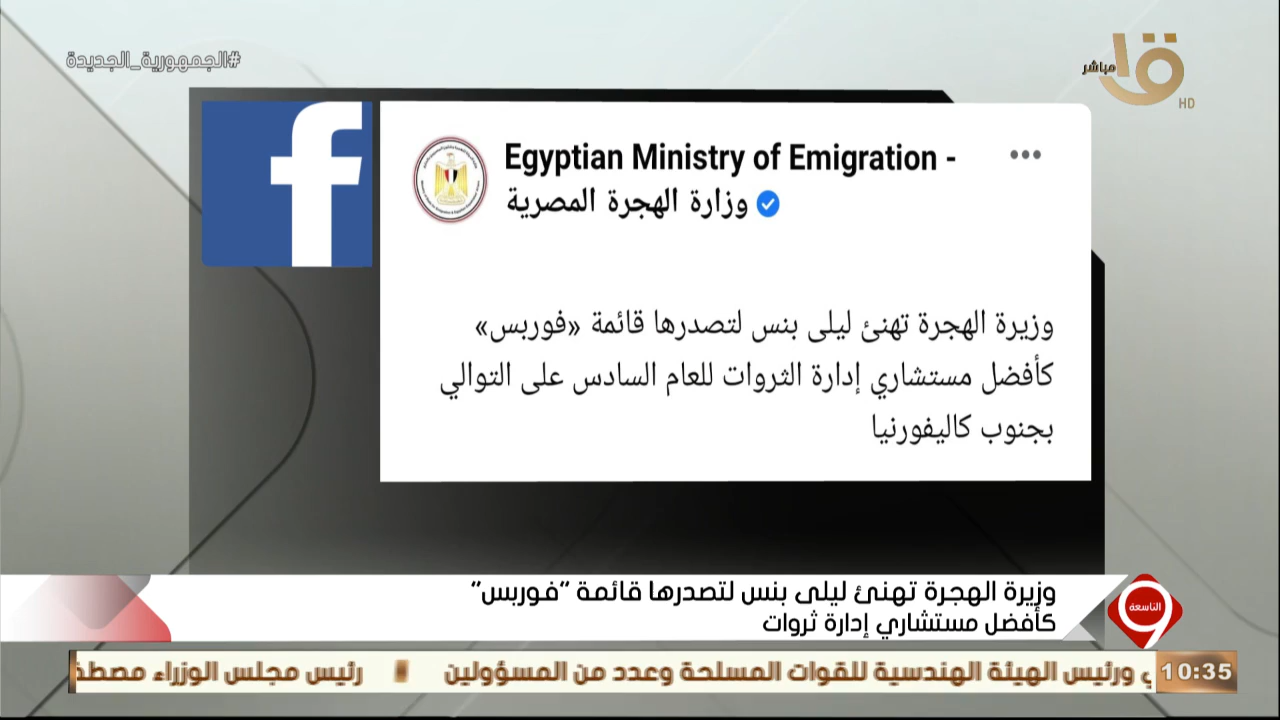 #الجمهورية_الجديدة
مباشر
HD
Egyptian Ministry of Emigration -
وزارة الهجرة المصرية
وزيرة الهجرة تهنئ ليلى بنس لتصدرها قائمة «فوربس»
كأفضل مستشاري إدارة الثروات للعام السادس على التوالي
بجنوب كاليفورنيا
وزيرة الهجرة تهنئ ليلى بنس لتصدرها قائمة "فوربس"
كأفضل مستشاري إدارة ثروات
التاسعة
9
10:35
ورئيس الهيئة الهندسية للقوات المسلحة وعدد من المسؤولين رئيس مجلس الوزراء